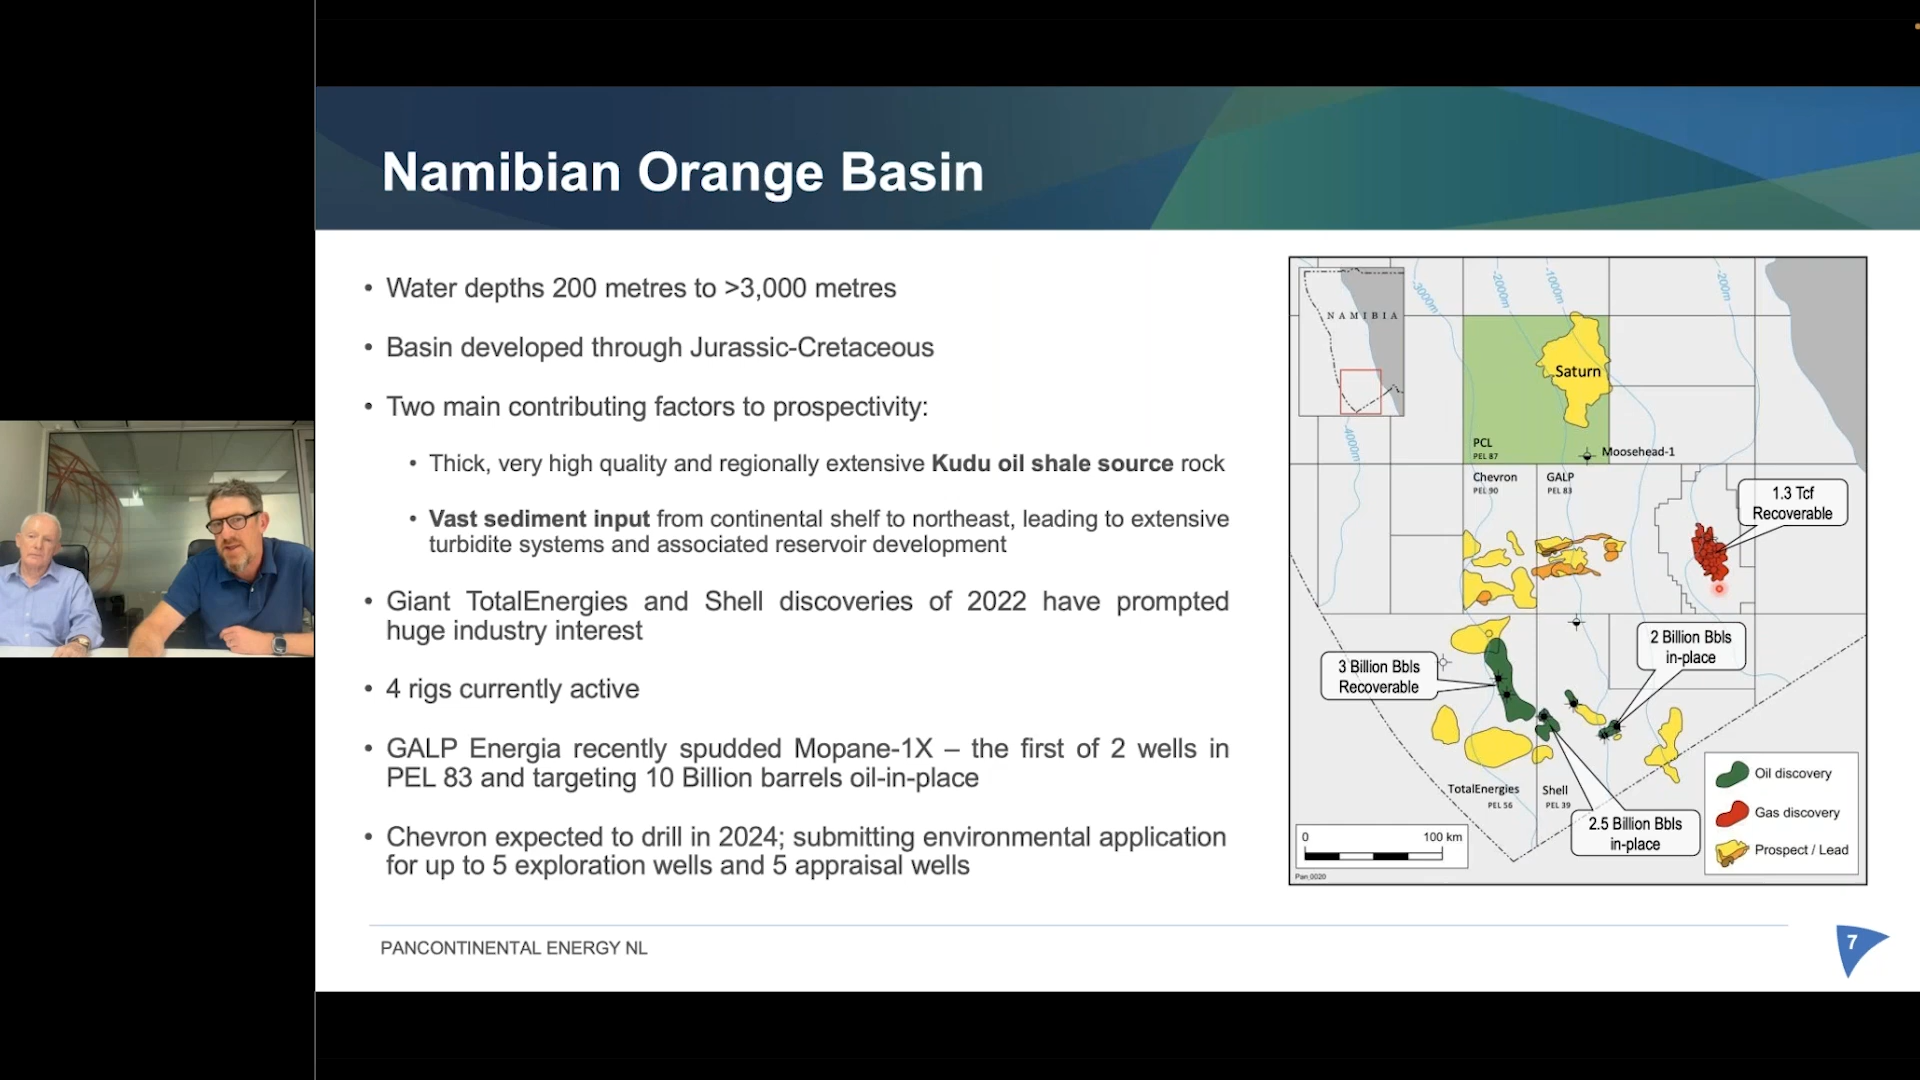 Namibian Orange Basin
• Water depths 200 metres to >3,000 metres
• Basin developed through Jurassic-Cretaceous
• Two main contributing factors to prospectivity:
• Thick, very high quality and regionally extensive Kudu oil shale source rock
• Vast sediment input from continental shelf to northeast, leading to extensive
turbidite systems and associated reservoir development
• Giant TotalEnergies and Shell discoveries of 2022 have prompted
huge industry interest
• 4 rigs currently active
• GALP Energia recently spudded Mopane-1X – the first of 2 wells in
PEL 83 and targeting 10 Billion barrels oil-in-place
• Chevron expected to drill in 2024; submitting environmental application
for up to 5 exploration wells and 5 appraisal wells
NAMIBIA
-3000m
-2000m
-1000m
-200m
-4000m
Saturn
PCL
PEL 87
Moosehead-1
Chevron
PEL 90
GALP
PEL 83
1.3 Tcf
Recoverable
2 Billion Bbls
in-place
3 Billion Bbls
Recoverable
TotalEnergies
PEL 56
Shell
PEL 39
2.5 Billion Bbls
in-place
Oil discovery
Gas discovery
Prospect / Lead
0 100 km
Pan 0020
PANCONTINENTAL ENERGY NL
7